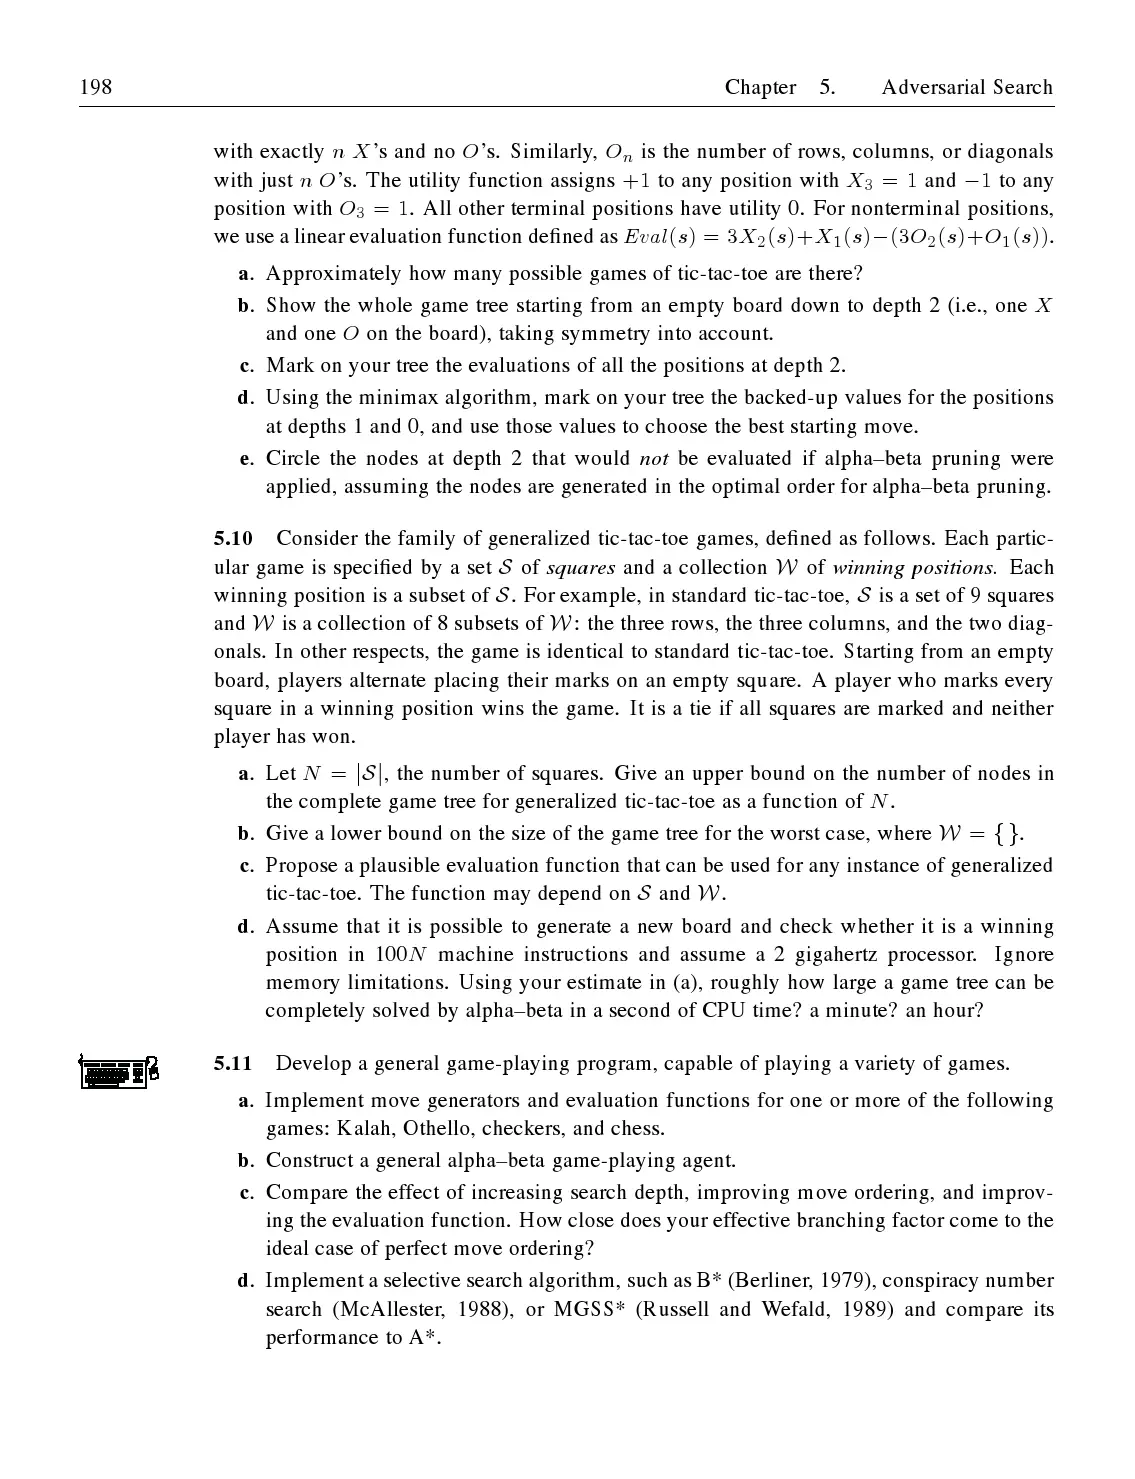 198 Chapter 5. Adversarial Search
with exactly n X's and no O's. Similarly, Oₙ is the number of rows, columns, or diagonals
with just n O's. The utility function assigns +1 to any position with X₃ = 1 and −1 to any
position with O₃ = 1. All other terminal positions have utility 0. For nonterminal positions,
we use a linear evaluation function defined as Eval(s) = 3X₂(s)+X₁(s)−(3O₂(s)+O₁(s)).
a. Approximately how many possible games of tic-tac-toe are there?
b. Show the whole game tree starting from an empty board down to depth 2 (i.e., one X
and one O on the board), taking symmetry into account.
c. Mark on your tree the evaluations of all the positions at depth 2.
d. Using the minimax algorithm, mark on your tree the backed-up values for the positions
at depths 1 and 0, and use those values to choose the best starting move.
e. Circle the nodes at depth 2 that would not be evaluated if alpha–beta pruning were
applied, assuming the nodes are generated in the optimal order for alpha–beta pruning.
5.10 Consider the family of generalized tic-tac-toe games, defined as follows. Each partic-
ular game is specified by a set 𝒮 of squares and a collection 𝒲 of winning positions. Each
winning position is a subset of 𝒮. For example, in standard tic-tac-toe, 𝒮 is a set of 9 squares
and 𝒲 is a collection of 8 subsets of 𝒲: the three rows, the three columns, and the two diag-
onals. In other respects, the game is identical to standard tic-tac-toe. Starting from an empty
board, players alternate placing their marks on an empty square. A player who marks every
square in a winning position wins the game. It is a tie if all squares are marked and neither
player has won.
a. Let N = |𝒮|, the number of squares. Give an upper bound on the number of nodes in
the complete game tree for generalized tic-tac-toe as a function of N.
b. Give a lower bound on the size of the game tree for the worst case, where 𝒲 = { }.
c. Propose a plausible evaluation function that can be used for any instance of generalized
tic-tac-toe. The function may depend on 𝒮 and 𝒲.
d. Assume that it is possible to generate a new board and check whether it is a winning
position in 100N machine instructions and assume a 2 gigahertz processor. Ignore
memory limitations. Using your estimate in (a), roughly how large a game tree can be
completely solved by alpha–beta in a second of CPU time? a minute? an hour?
5.11 Develop a general game-playing program, capable of playing a variety of games.
a. Implement move generators and evaluation functions for one or more of the following
games: Kalah, Othello, checkers, and chess.
b. Construct a general alpha–beta game-playing agent.
c. Compare the effect of increasing search depth, improving move ordering, and improv-
ing the evaluation function. How close does your effective branching factor come to the
ideal case of perfect move ordering?
d. Implement a selective search algorithm, such as B* (Berliner, 1979), conspiracy number
search (McAllester, 1988), or MGSS* (Russell and Wefald, 1989) and compare its
performance to A*.